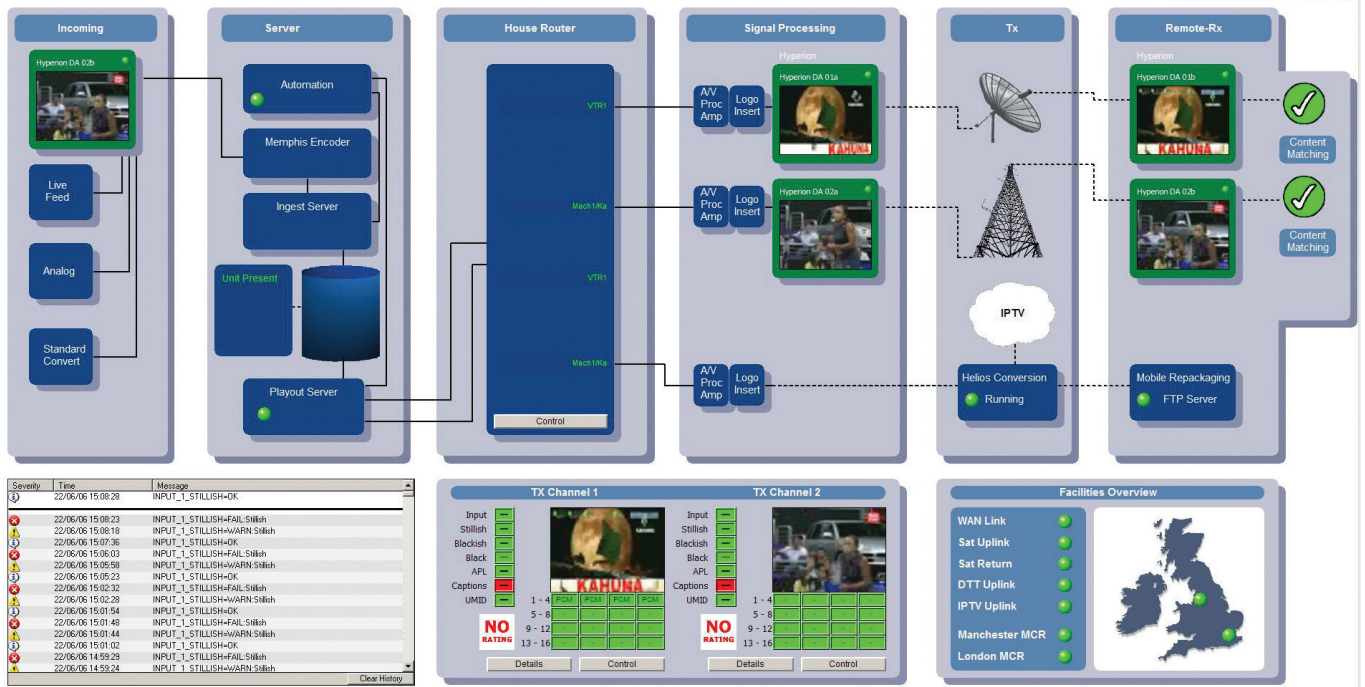 Incoming
Server
House Router
Signal Processing
Tx
Remote-Rx
Hyperion DA 02b
Live
Feed
Analog
Standard
Convert
Automation
Memphis Encoder
Ingest Server
Unit Present
Playout Server
VTR1
Mach1/Ka
VTR1
Mach1/Ka
Control
Hyperion
A/V
Proc
Amp
Logo
Insert
Hyperion DA 01a
KAHUNA
A/V
Proc
Amp
Logo
Insert
Hyperion DA 02a
A/V
Proc
Amp
Logo
Insert
IPTV
Helios Conversion
Running
Hyperion
Hyperion DA 01b
KAHUNA
Hyperion DA 02b
Mobile Repackaging
FTP Server
Content
Matching
Content
Matching
Severity Time Message
22/06/06 15:08:28 INPUT_1_STILLISH=OK
22/06/06 15:08:23 INPUT_1_STILLISH=FAIL:Stillish
22/06/06 15:08:18 INPUT_1_STILLISH=WARN:Stillish
22/06/06 15:07:36 INPUT_1_STILLISH=OK
22/06/06 15:06:03 INPUT_1_STILLISH=FAIL:Stillish
22/06/06 15:05:58 INPUT_1_STILLISH=WARN:Stillish
22/06/06 15:05:23 INPUT_1_STILLISH=OK
22/06/06 15:02:32 INPUT_1_STILLISH=FAIL:Stillish
22/06/06 15:02:28 INPUT_1_STILLISH=WARN:Stillish
22/06/06 15:01:54 INPUT_1_STILLISH=OK
22/06/06 15:01:48 INPUT_1_STILLISH=FAIL:Stillish
22/06/06 15:01:44 INPUT_1_STILLISH=WARN:Stillish
22/06/06 15:01:02 INPUT_1_STILLISH=OK
22/06/06 14:59:29 INPUT_1_STILLISH=FAIL:Stillish
22/06/06 14:59:24 INPUT_1_STILLISH=WARN:Stillish
Clear History
TX Channel 1
Input
Stillish
Blackish
Black
APL
Captions
UMID
KAHUNA
1 - 4 PCM PCM PCM PCM
5 - 8
9 - 12
13 - 16
NO
RATING
Details Control
TX Channel 2
Input
Stillish
Blackish
Black
APL
Captions
UMID
1 - 4
5 - 8
9 - 12
13 - 16
NO
RATING
Details Control
Facilities Overview
WAN Link
Sat Uplink
Sat Return
DTT Uplink
IPTV Uplink
Manchester MCR
London MCR